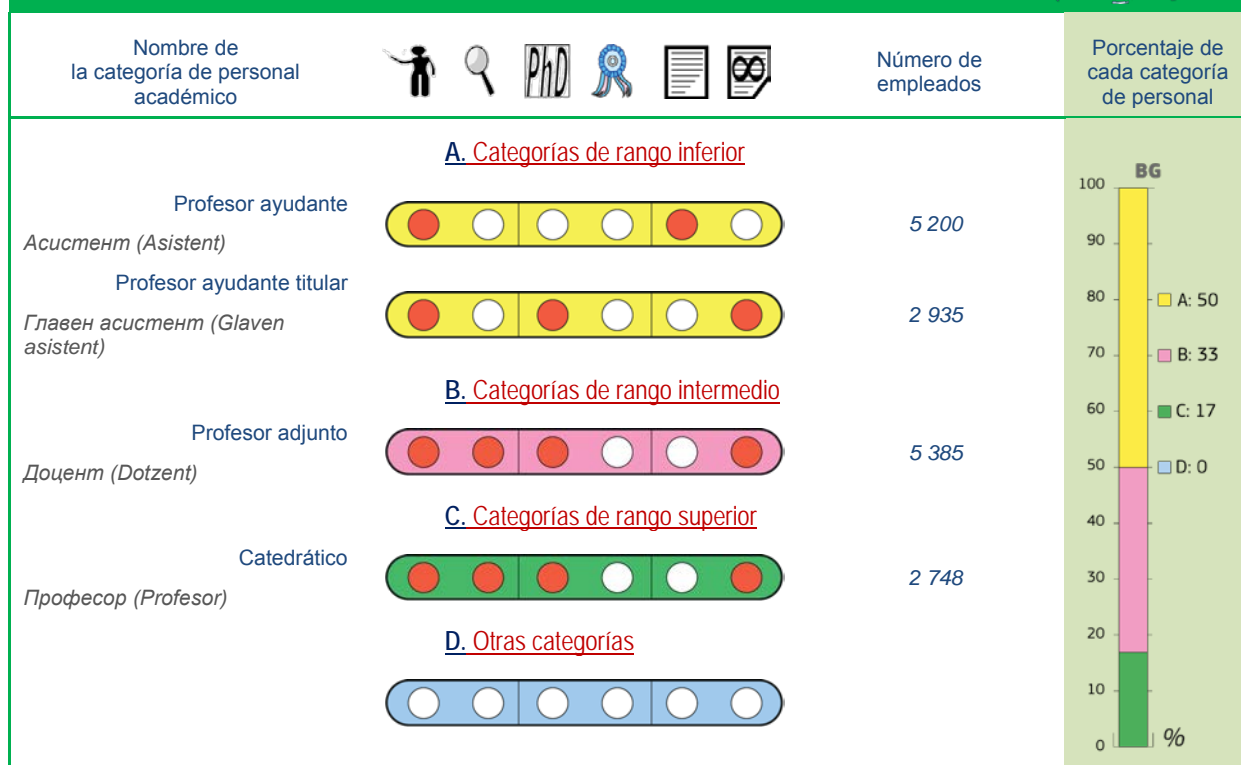 Nombre de
la categoría de personal
académico
PhD
Número de
empleados
Porcentaje de
cada categoría
de personal
A. Categorías de rango inferior
Profesor ayudante
Асистент (Asistent)
5 200
Profesor ayudante titular
Главен асистент (Glaven
asistent)
2 935
B. Categorías de rango intermedio
Profesor adjunto
Доцент (Dotzent)
5 385
C. Categorías de rango superior
Catedrático
Професор (Profesor)
2 748
D. Otras categorías
BG
100
90
80
70
60
50
40
30
20
10
0
A: 50
B: 33
C: 17
D: 0
%